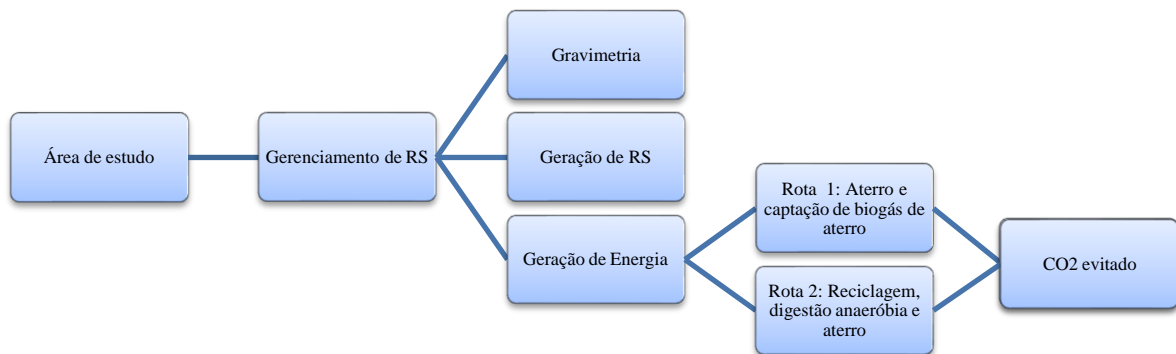 Gravimetria
Área de estudo
Gerenciamento de RS
Geração de RS
Geração de Energia
Rota 1: Aterro e
captação de biogás de
aterro
Rota 2: Reciclagem,
digestão anaeróbia e
aterro
CO2 evitado